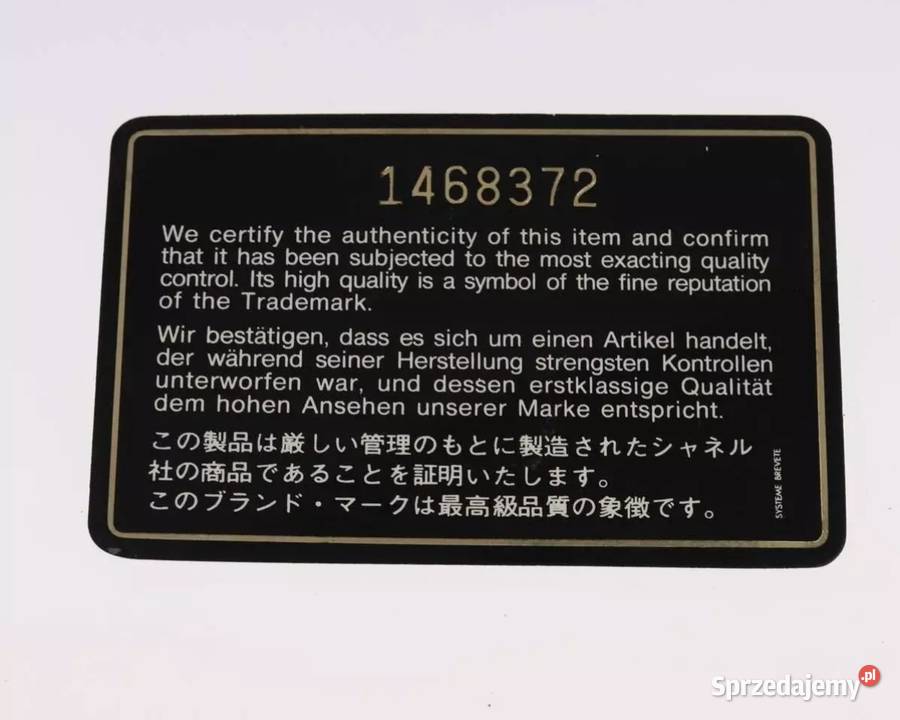 1468372
We certify the authenticity of this item and confirm
that it has been subjected to the most exacting quality
control. Its high quality is a symbol of the fine reputation
of the Trademark.
Wir bestätigen, dass es sich um einen Artikel handelt,
der während seiner Herstellung strengsten Kontrollen
unterworfen war, und dessen erstklassige Qualität
dem hohen Ansehen unserer Marke entspricht.
この製品は厳しい管理のもとに製造されたシャネル
社の商品であることを証明いたします。
このブランド・マークは最高級品質の象徴です。
SYSTEME BREVETE
Sprzedajemy.pl